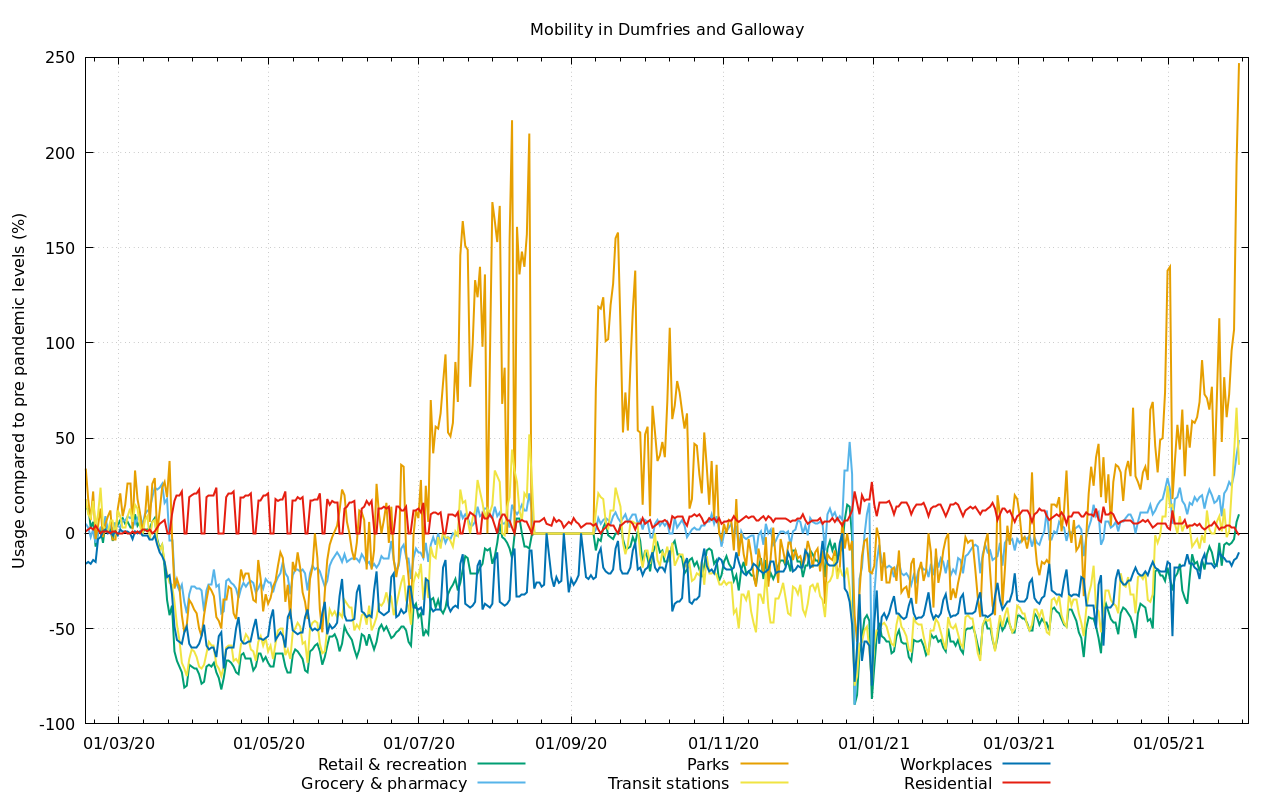 Mobility in Dumfries and Galloway
Usage compared to pre pandemic levels (%)
250
200
150
100
50
0
-50
-100
01/03/20 01/05/20 01/07/20 01/09/20 01/11/20 01/01/21 01/03/21 01/05/21
Retail & recreation Parks Workplaces
Grocery & pharmacy Transit stations Residential